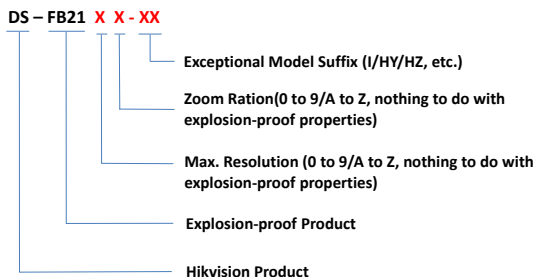 DS – FB21 X X - XX
Exceptional Model Suffix (I/HY/HZ, etc.)
Zoom Ration(0 to 9/A to Z, nothing to do with
explosion-proof properties)
Max. Resolution (0 to 9/A to Z, nothing to do with
explosion-proof properties)
Explosion-proof Product
Hikvision Product